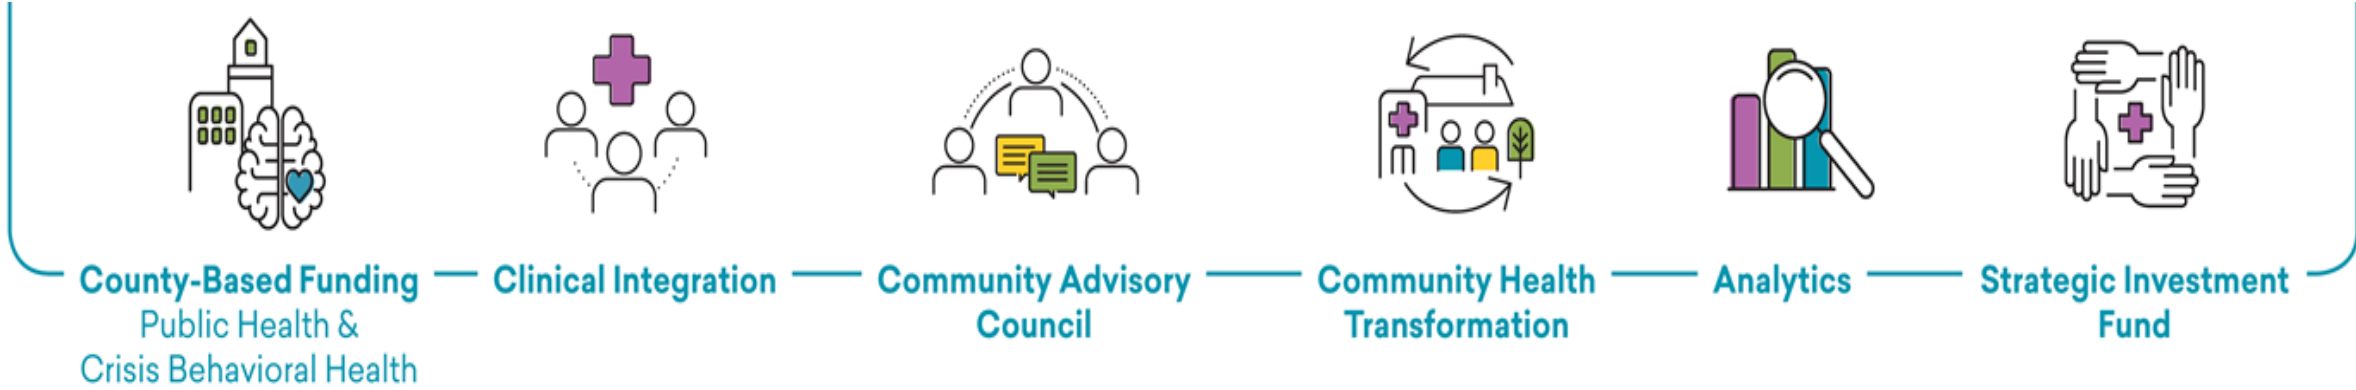 County-Based Funding
Public Health &
Crisis Behavioral Health
Clinical Integration
Community Advisory
Council
Community Health
Transformation
Analytics
Strategic Investment
Fund